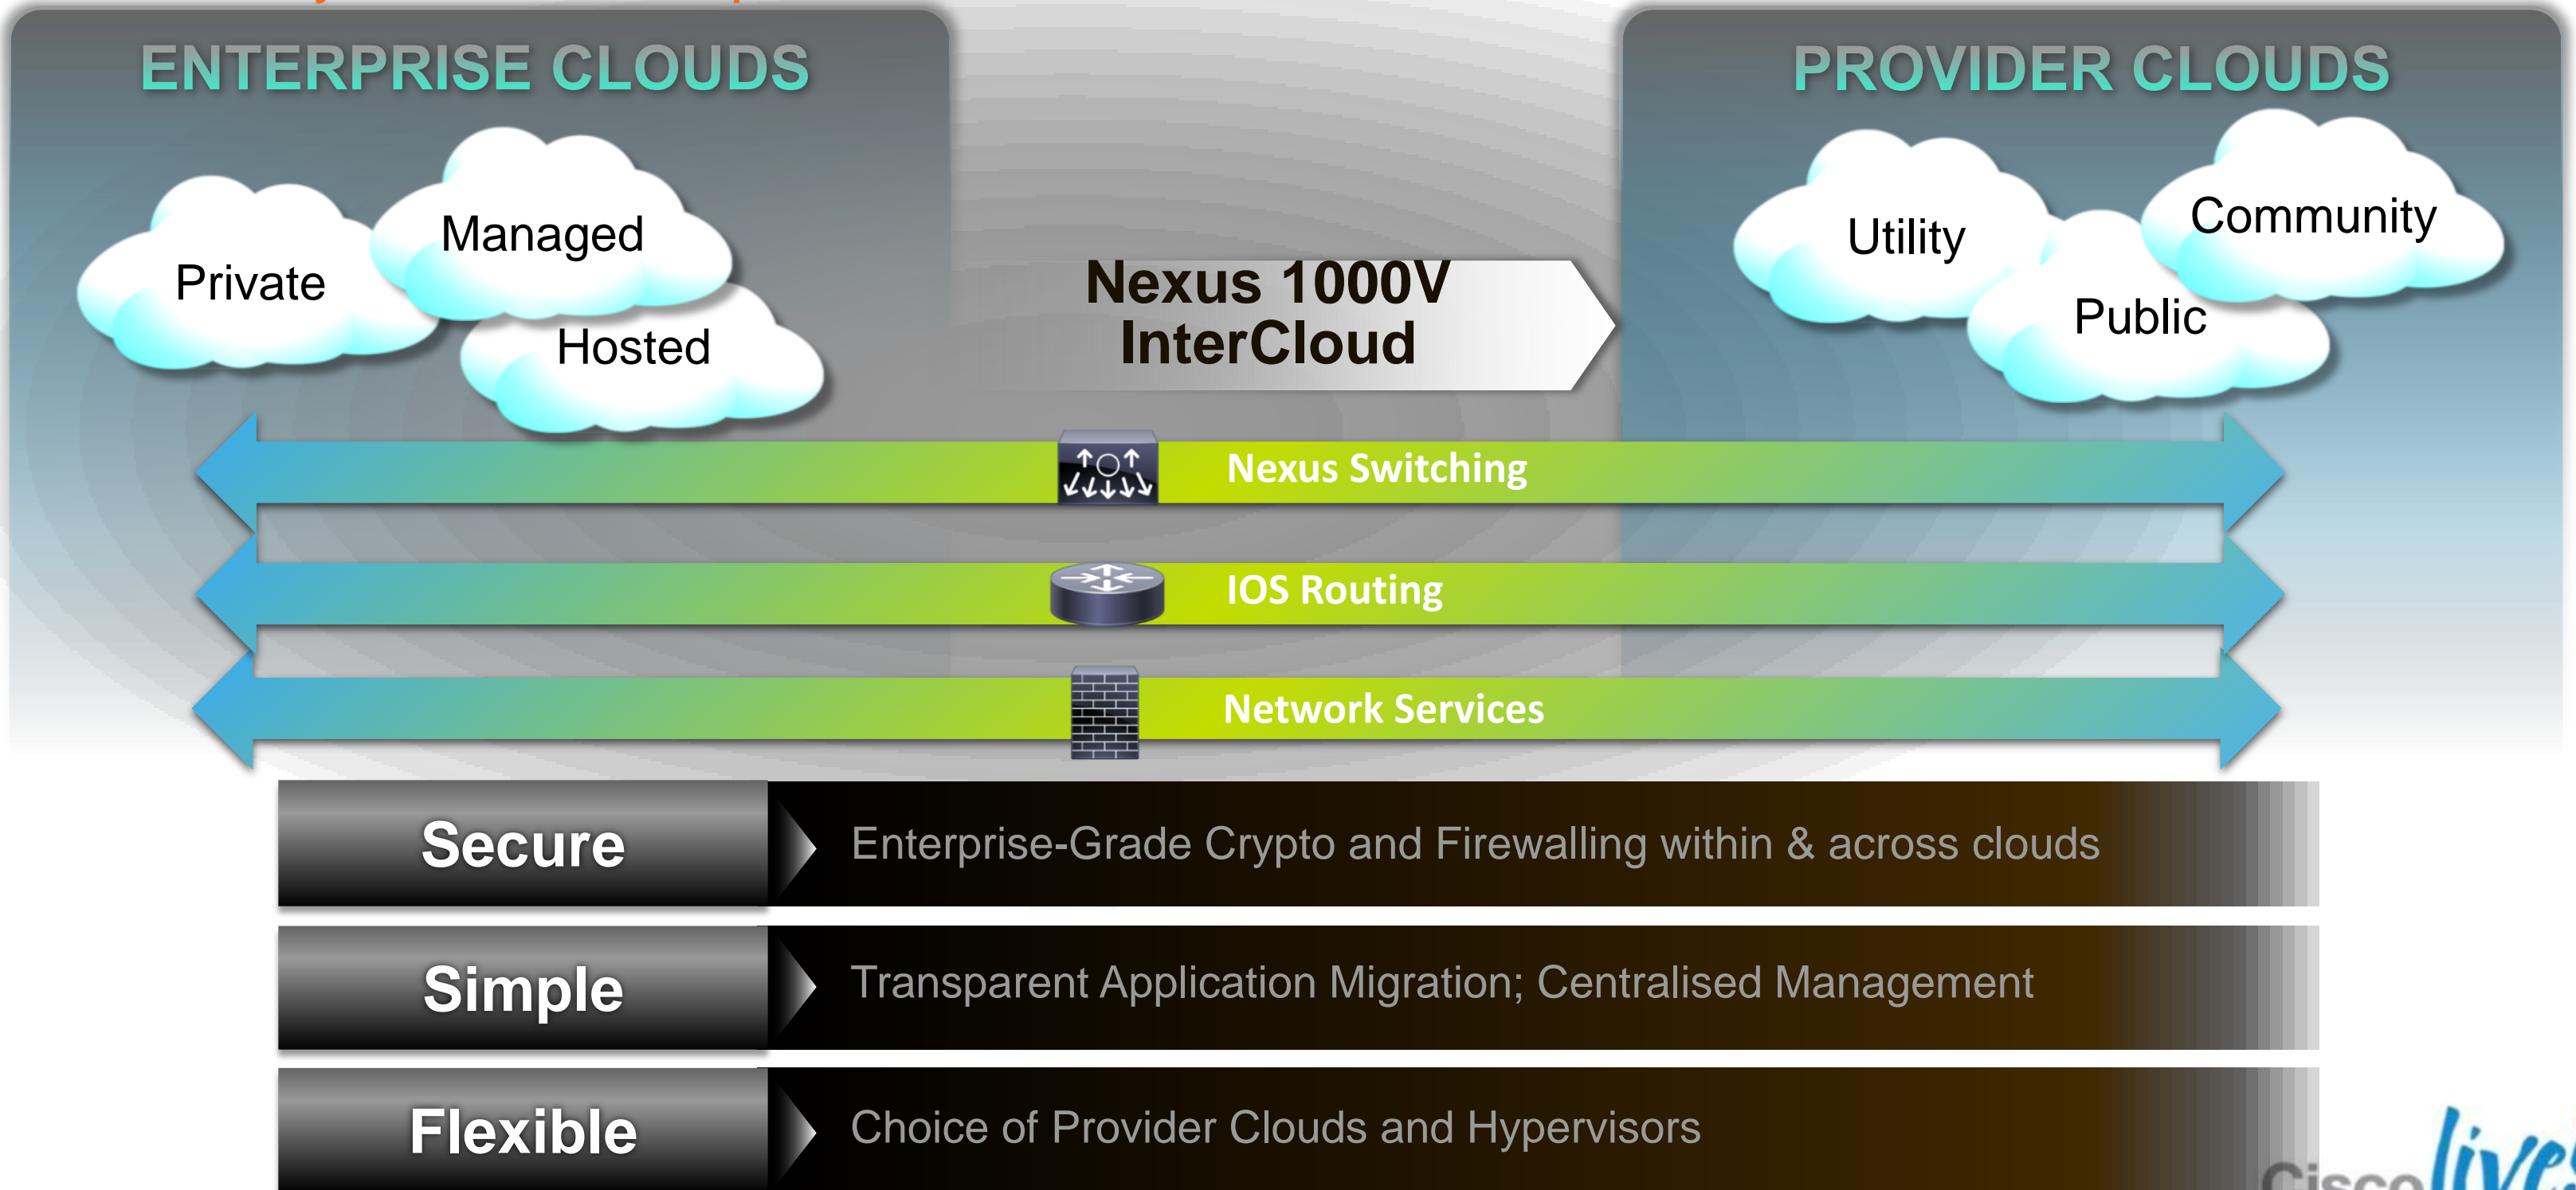 ENTERPRISE CLOUDS
PROVIDER CLOUDS
Private
Managed
Hosted
Nexus 1000V
InterCloud
Utility
Community
Public
Nexus Switching
IOS Routing
Network Services
Secure
Enterprise-Grade Crypto and Firewalling within & across clouds
Simple
Transparent Application Migration; Centralised Management
Flexible
Choice of Provider Clouds and Hypervisors
Cisco live!